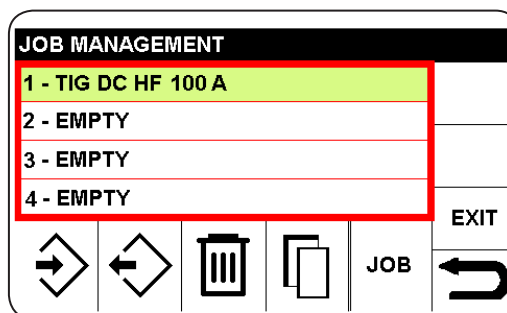 JOB MANAGEMENT
1 - TIG DC HF 100 A
2 - EMPTY
3 - EMPTY
4 - EMPTY
EXIT
JOB